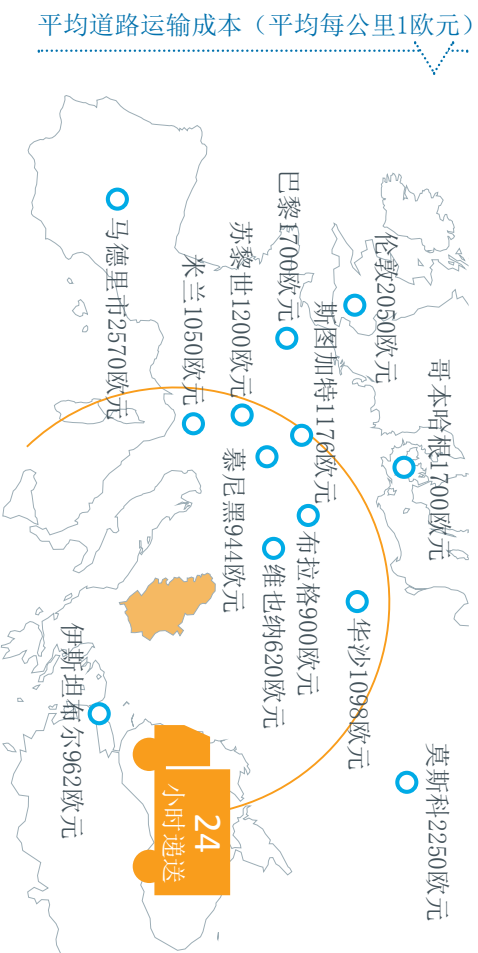 平均道路运输成本（平均每公里1欧元）
哥本哈根1700欧元
莫斯科2250欧元
伦敦2050欧元
华沙1098欧元
斯图加特1176欧元
巴黎1700欧元
布拉格900欧元
维也纳620欧元
苏黎世1200欧元
慕尼黑944欧元
米兰1050欧元
24
小时递送
马德里市2570欧元
伊斯坦布尔962欧元